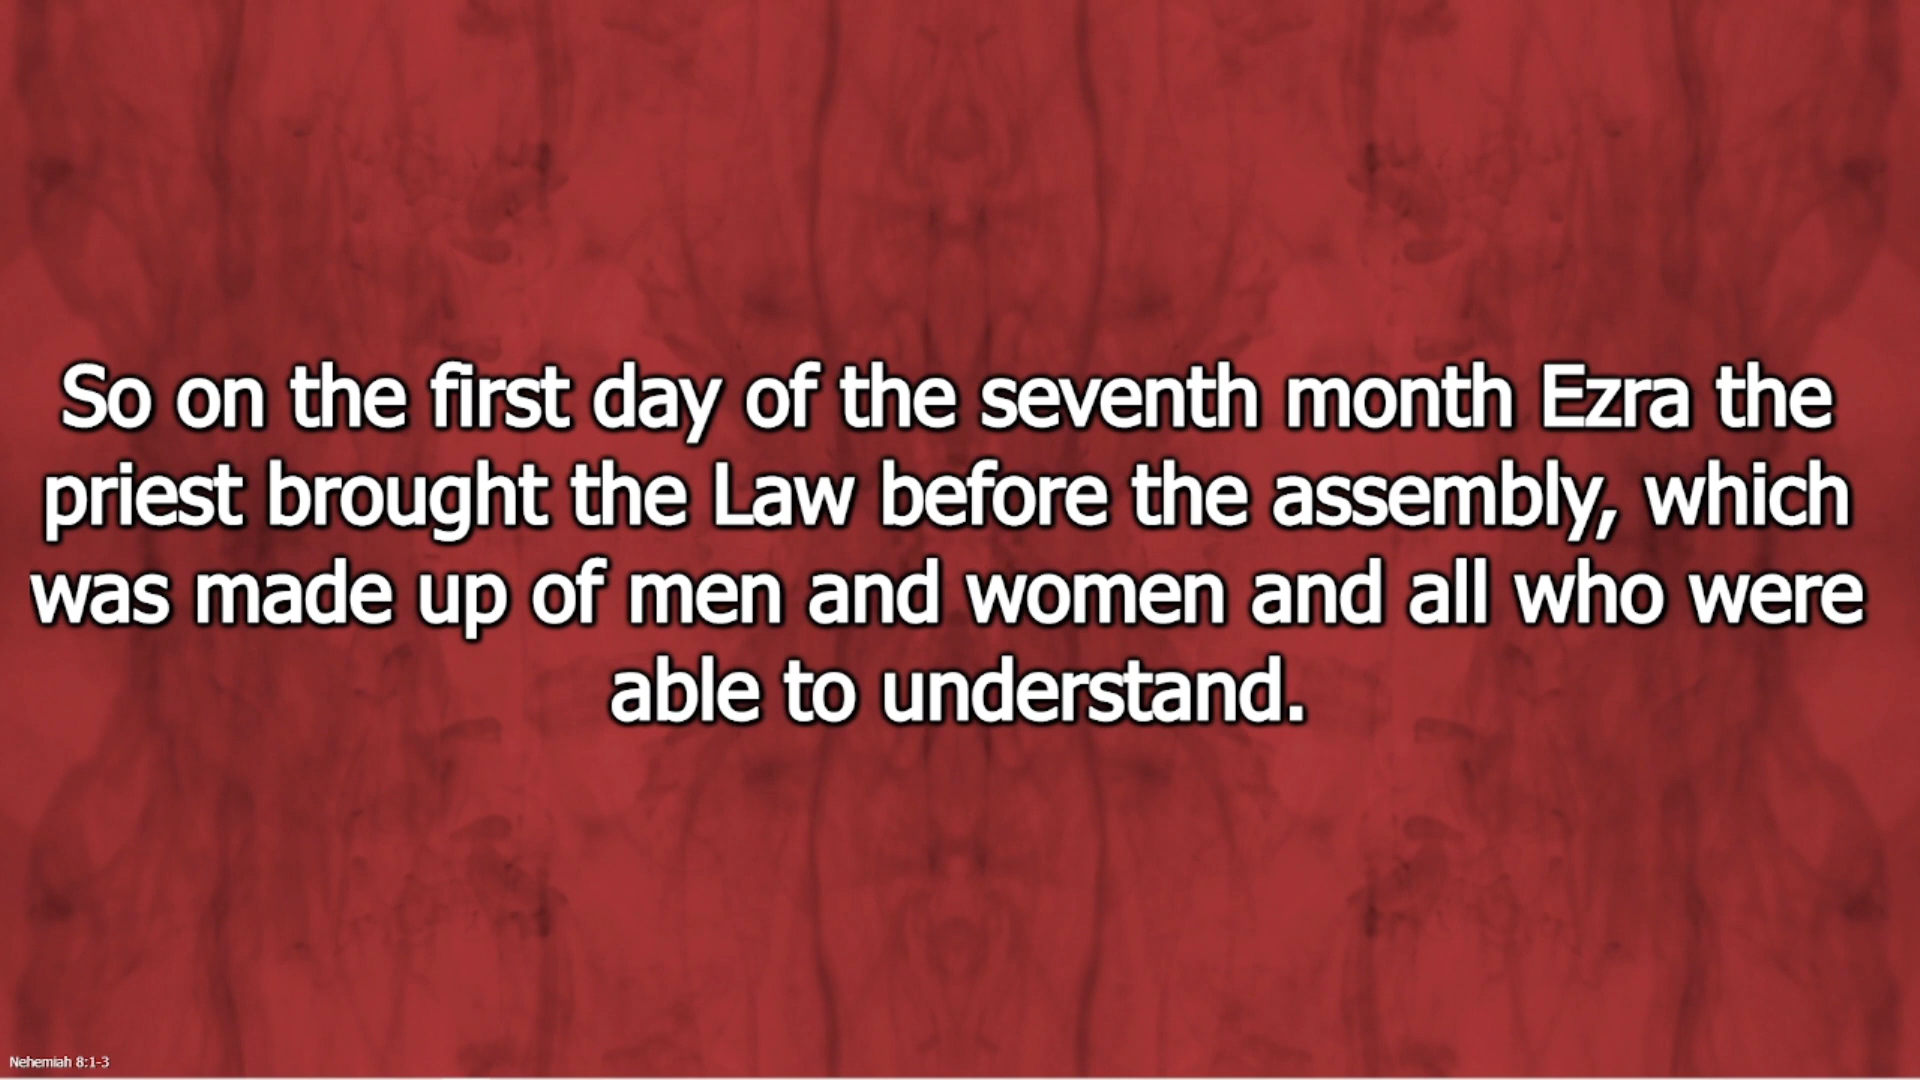 So on the first day of the seventh month Ezra the
priest brought the Law before the assembly, which
was made up of men and women and all who were
able to understand.
Nehemiah 8:1-3